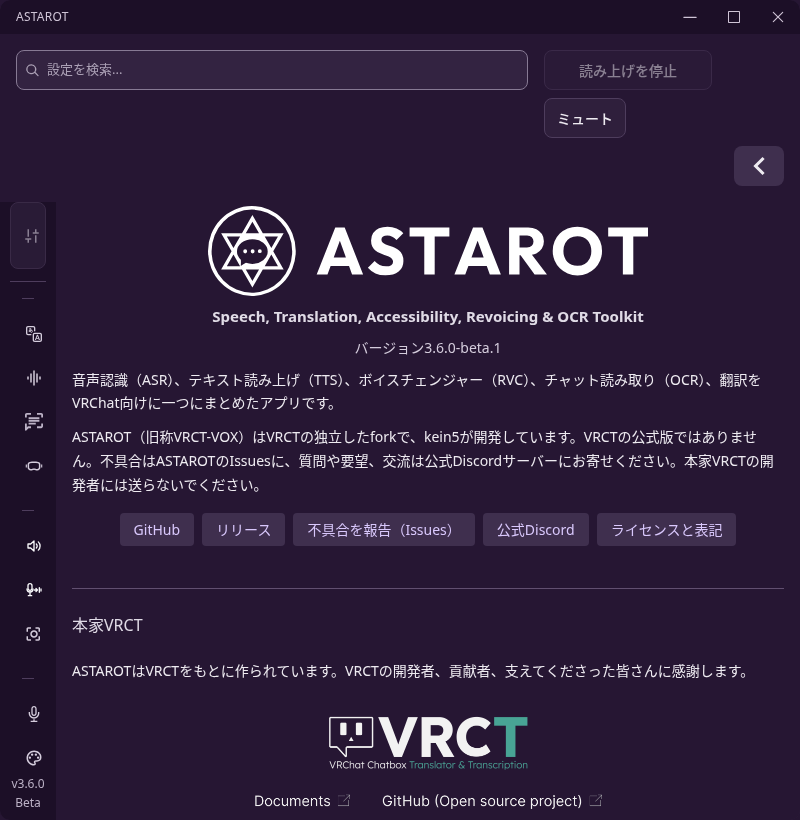 ASTAROT
設定を検索...
読み上げを停止
ミュート
ASTAROT
Speech, Translation, Accessibility, Revoicing & OCR Toolkit
バージョン3.6.0-beta.1
音声認識（ASR）、テキスト読み上げ（TTS）、ボイスチェンジャー（RVC）、チャット読み取り（OCR）、翻訳を
VRChat向けに一つにまとめたアプリです。
ASTAROT（旧称VRCT-VOX）はVRCTの独立したforkで、kein5が開発しています。VRCTの公式版ではありませ
ん。不具合はASTAROTのIssuesに、質問や要望、交流は公式Discordサーバーにお寄せください。本家VRCTの開
発者には送らないでください。
GitHub
リリース
不具合を報告（Issues）
公式Discord
ライセンスと表記
本家VRCT
ASTAROTはVRCTをもとに作られています。VRCTの開発者、貢献者、支えてくださった皆さんに感謝します。
VRCT
VRChat Chatbox Translator & Transcription
Documents
GitHub (Open source project)
v3.6.0
Beta